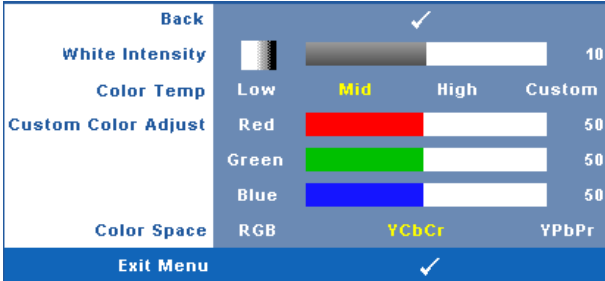 Back
White Intensity 10
Color Temp Low Mid High Custom
Custom Color Adjust Red 50
Green 50
Blue 50
Color Space RGB YCbCr YPbPr
Exit Menu